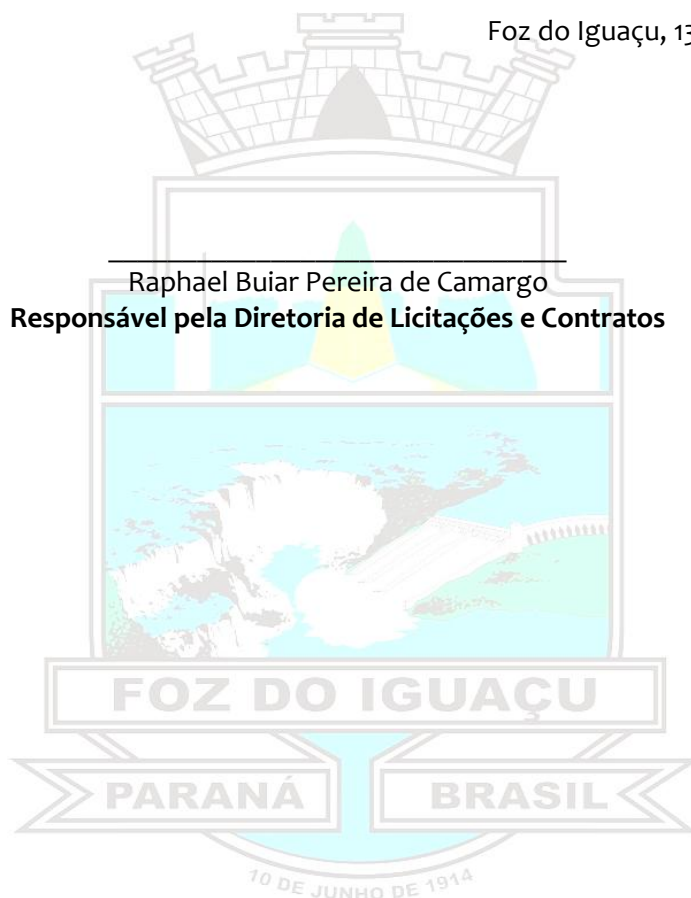 Foz do Iguaçu, 13
Raphael Buiar Pereira de Camargo
Responsável pela Diretoria de Licitações e Contratos
FOZ DO IGUAÇU
PARANÁ BRASIL
10 DE JUNHO DE 1914